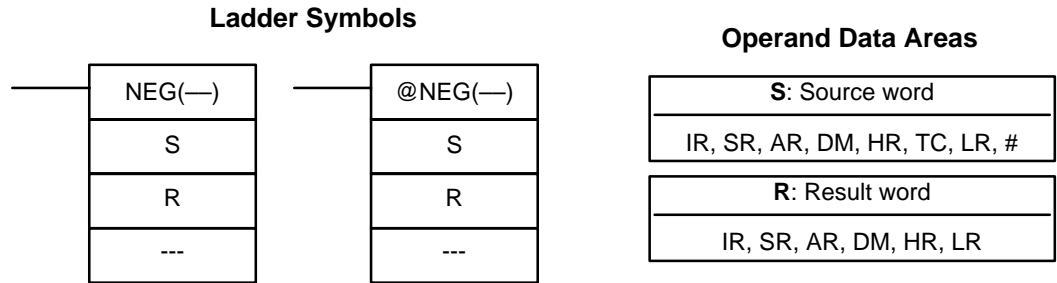 Ladder Symbols
NEG(––)
S
R
---
@NEG(––)
S
R
---
Operand Data Areas
S: Source word
IR, SR, AR, DM, HR, TC, LR, #
R: Result word
IR, SR, AR, DM, HR, LR